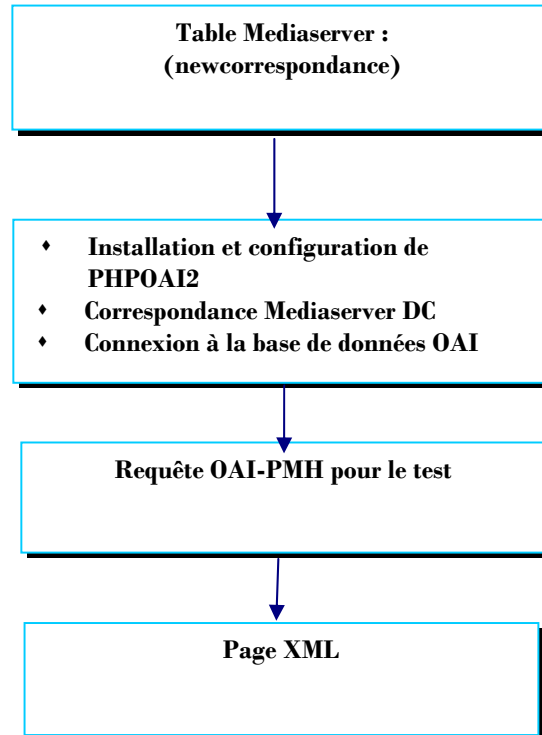 Table Mediaserver :
(newcorrespondance)
♦ Installation et configuration de
PHPOAI2
♦ Correspondance Mediaserver DC
♦ Connexion à la base de données OAI
Requête OAI-PMH pour le test
Page XML